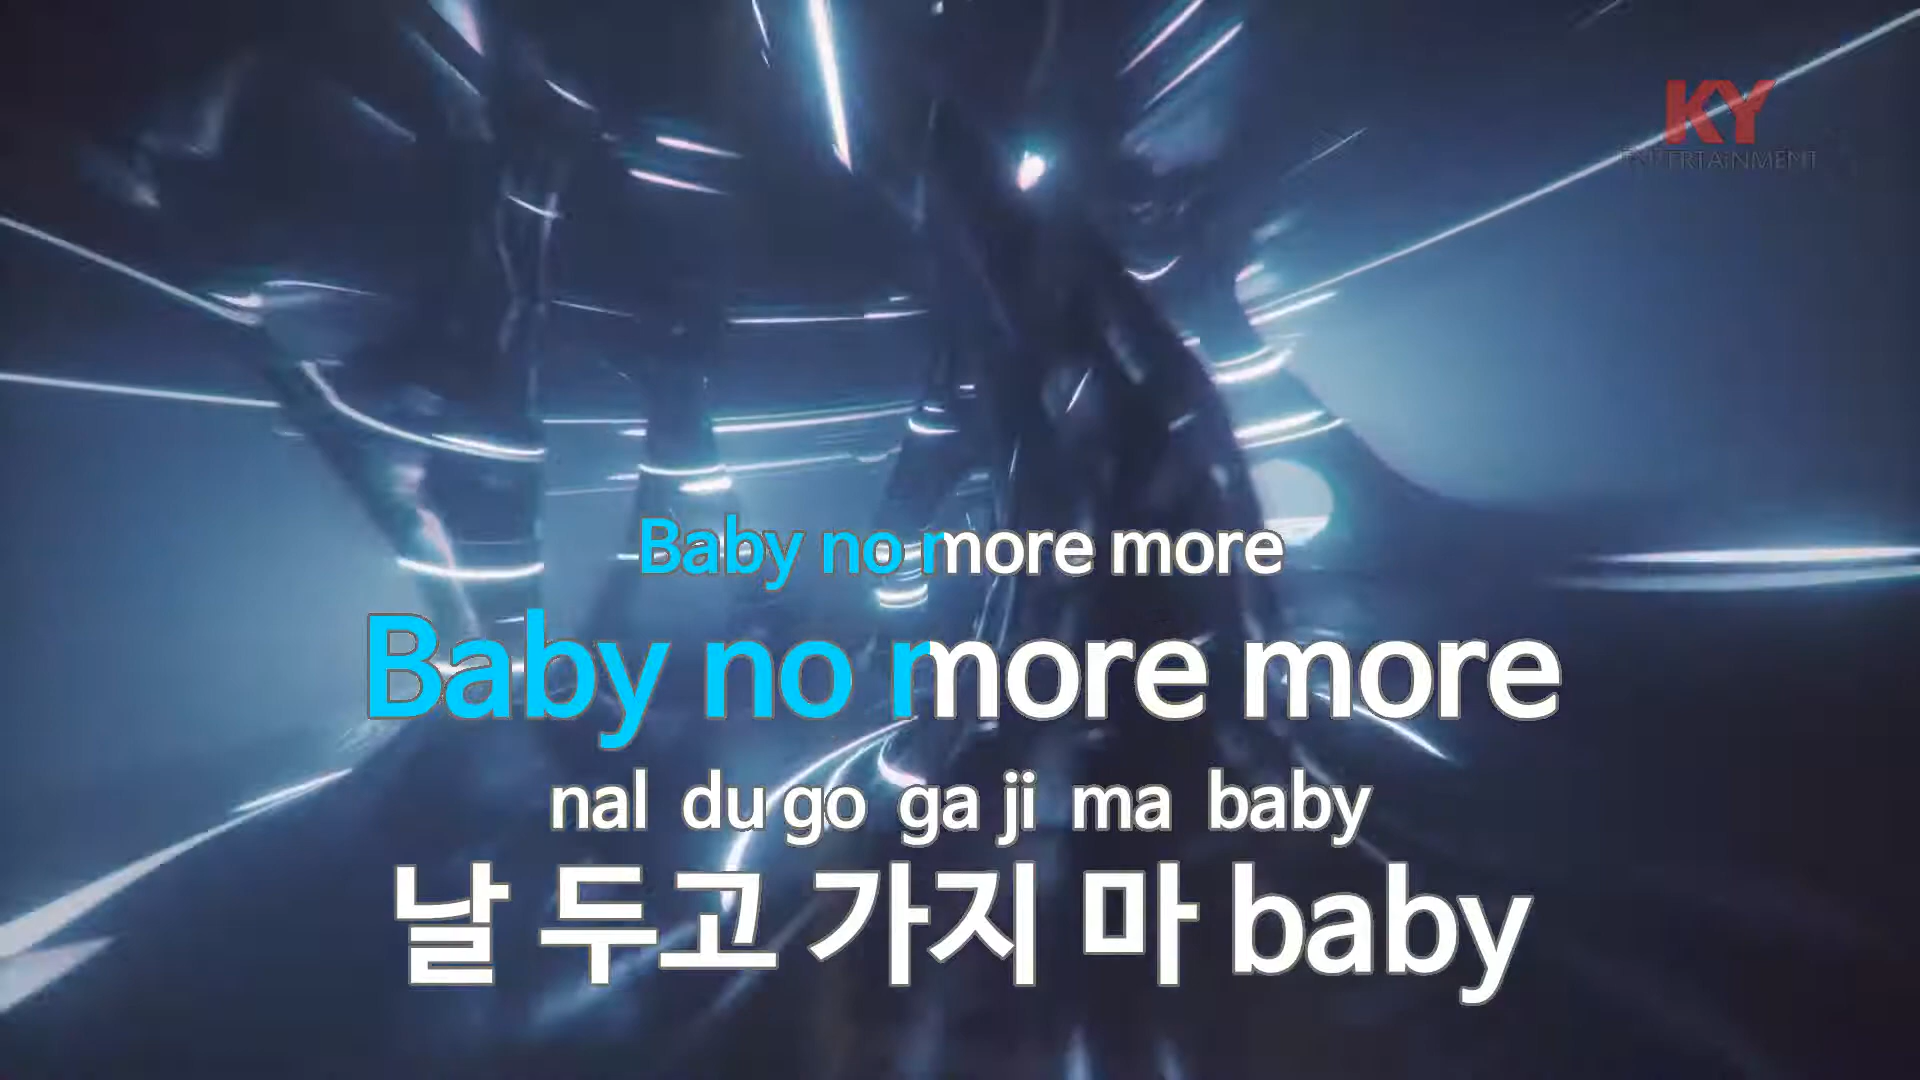 KY
ENTERTAINMENT
Baby no more more
Baby no more more
nal du go ga ji ma baby
날 두고 가지 마 baby